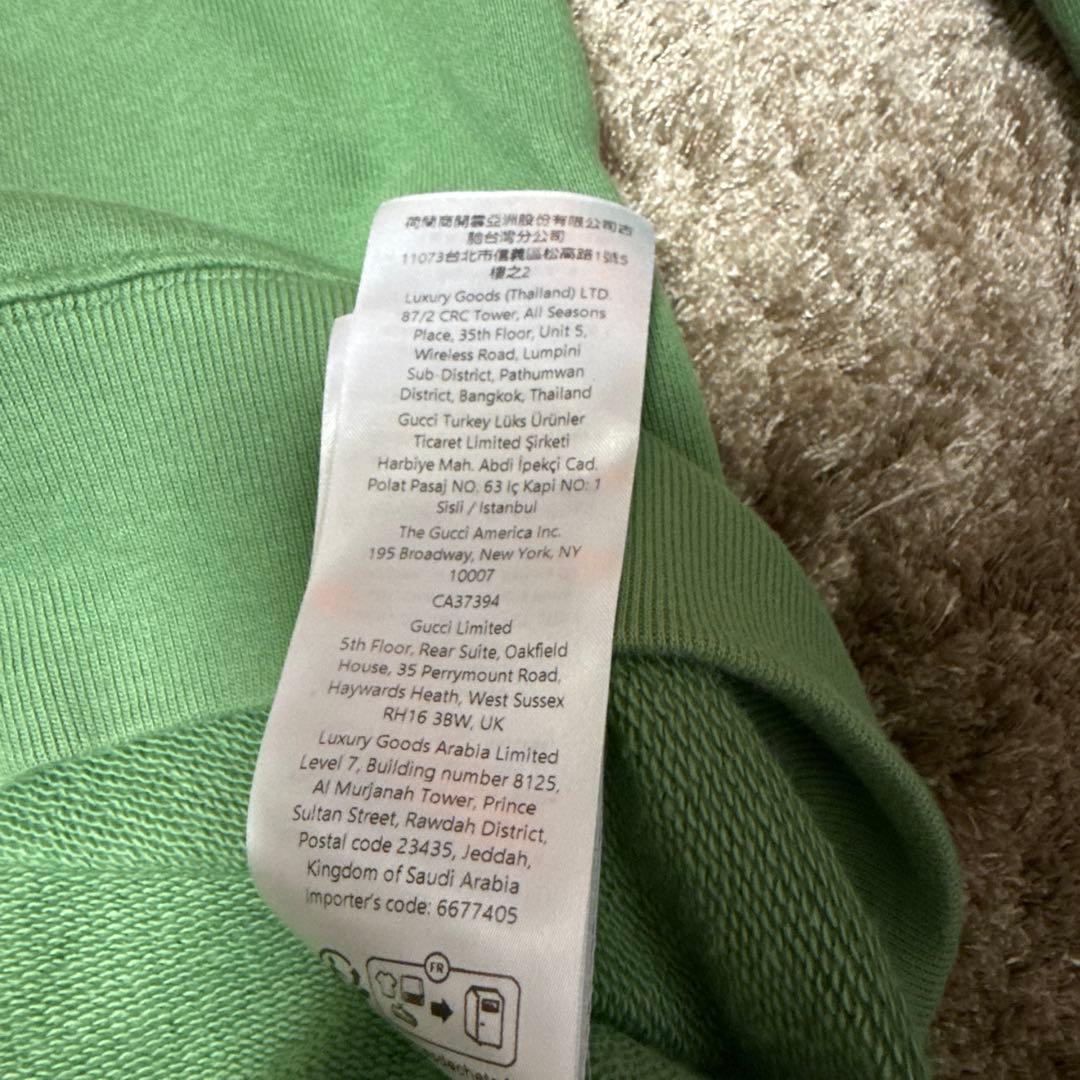 荷蘭商開雲亞洲股份有限公司古
馳台灣分公司
11073台北市信義區松高路1號5
樓之2
Luxury Goods (Thailand) LTD.
87/2 CRC Tower, All Seasons
Place, 35th Floor, Unit 5,
Wireless Road, Lumpini
Sub-District, Pathumwan
District, Bangkok, Thailand
Gucci Turkey Lüks Ürünler
Ticaret Limited Şirketi
Harbiye Mah. Abdi İpekçi Cad.
Polat Pasaj NO. 63 Iç Kapi NO: 1
Sisli / Istanbul
The Gucci America Inc.
195 Broadway, New York, NY
10007
CA37394
Gucci Limited
5th Floor, Rear Suite, Oakfield
House, 35 Perrymount Road,
Haywards Heath, West Sussex
RH16 3BW, UK
Luxury Goods Arabia Limited
Level 7, Building number 8125,
Al Murjanah Tower, Prince
Sultan Street, Rawdah District,
Postal code 23435, Jeddah,
Kingdom of Saudi Arabia
Importer's code: 6677405
FR